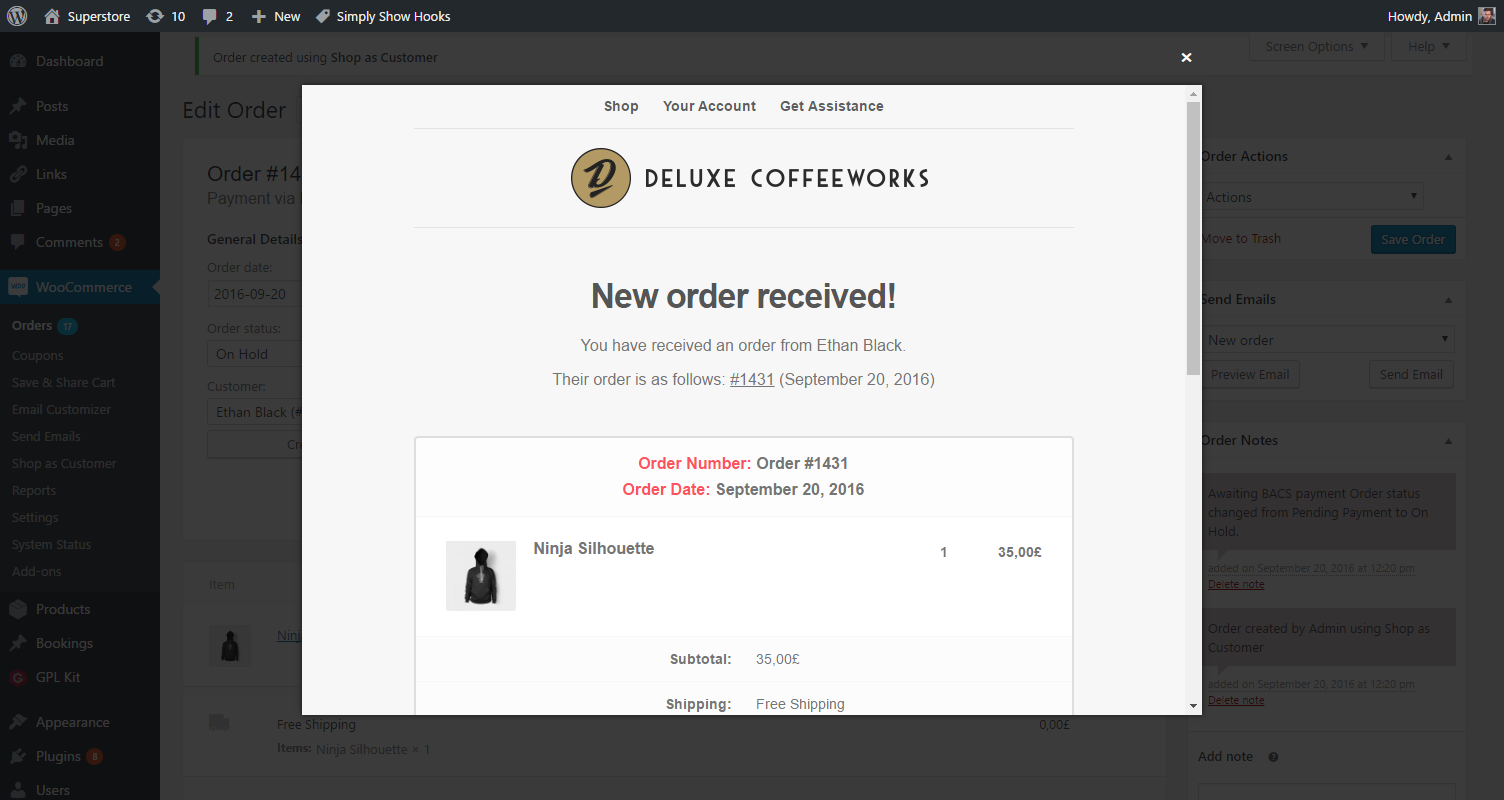 Superstore 10 2 New Simply Show Hooks Howdy, Admin
Dashboard
Posts
Media
Links
Pages
Comments 2
WooCommerce
Orders 17
Coupons
Save & Share Cart
Email Customizer
Send Emails
Shop as Customer
Reports
Settings
System Status
Add-ons
Products
Bookings
GPL Kit
Appearance
Plugins 8
Users
Order created using Shop as Customer
Screen Options Help
Edit Order
Order #14
Payment via
General Details
Order date:
2016-09-20
Order status:
On Hold
Customer:
Ethan Black (#
Cr
Item
Ninj
Free Shipping 0,00£
Items: Ninja Silhouette × 1
×
Shop Your Account Get Assistance
D DELUXE COFFEEWORKS
New order received!
You have received an order from Ethan Black.
Their order is as follows: #1431 (September 20, 2016)
Order Number: Order #1431
Order Date: September 20, 2016
Ninja Silhouette 1 35,00£
Subtotal: 35,00£
Shipping: Free Shipping
Order Actions
Actions
Move to Trash Save Order
Send Emails
New order
Preview Email Send Email
Order Notes
Awaiting BACS payment Order status
changed from Pending Payment to On
Hold.
added on September 20, 2016 at 12:20 pm
Delete note
Order created by Admin using Shop as
Customer
added on September 20, 2016 at 12:20 pm
Delete note
Add note